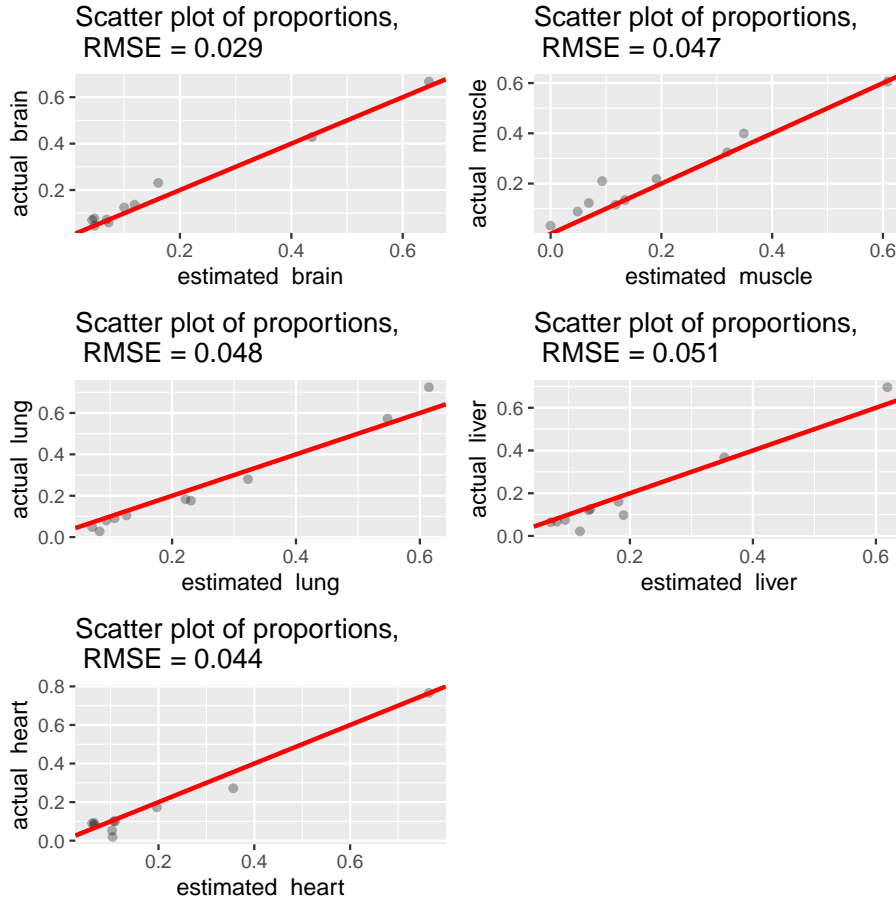 Scatter plot of proportions,
RMSE = 0.029
actual brain
0.6
0.4
0.2
0.2
0.4
0.6
estimated brain
Scatter plot of proportions,
RMSE = 0.047
actual muscle
0.6
0.4
0.2
0.0
0.2
0.4
0.6
estimated muscle
Scatter plot of proportions,
RMSE = 0.048
actual lung
0.6
0.4
0.2
0.0
0.2
0.4
0.6
estimated lung
Scatter plot of proportions,
RMSE = 0.051
actual liver
0.6
0.4
0.2
0.0
0.2
0.4
0.6
estimated liver
Scatter plot of proportions,
RMSE = 0.044
actual heart
0.8
0.6
0.4
0.2
0.0
0.2
0.4
0.6
estimated heart